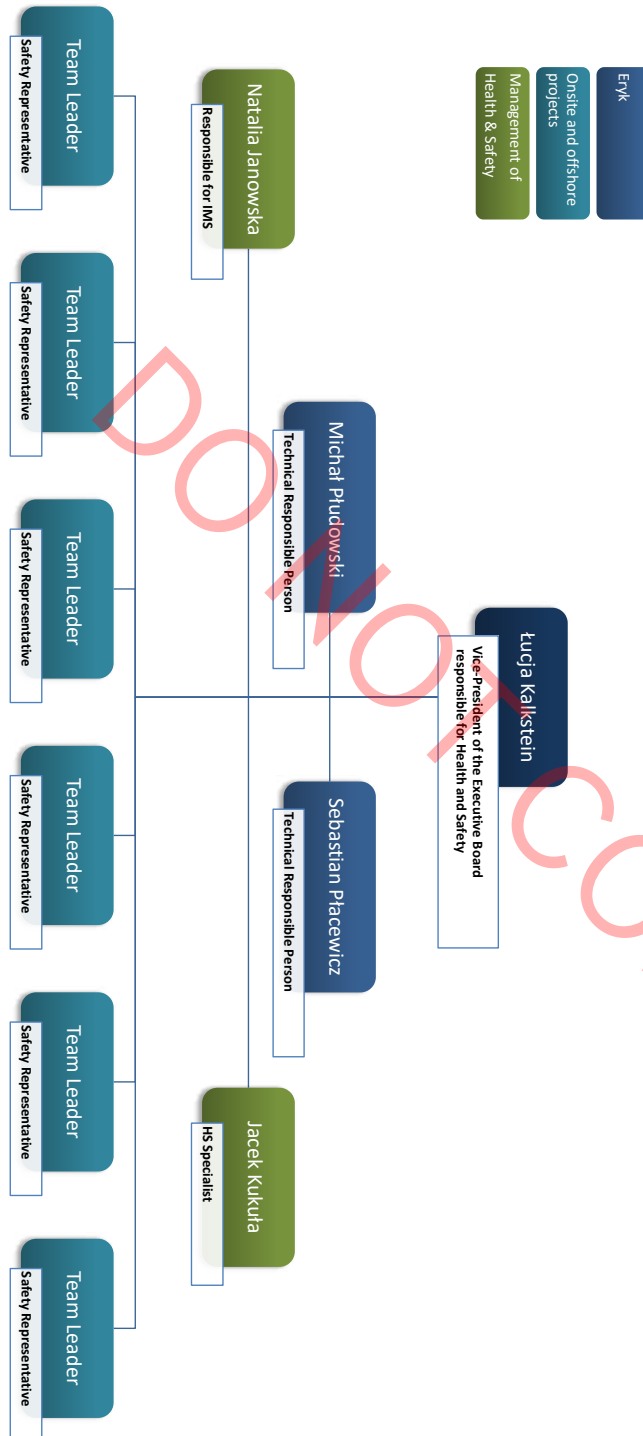 Eryk
Onsite and offshore
projects
Management of
Health & Safety
Łucja Kalkstein
Vice-President of the Executive Board
responsible for Health and Safety
Michał Płudowski
Technical Responsible Person
Sebastian Płacewicz
Technical Responsible Person
Natalia Janowska
Responsible for IMS
Jacek Kukuła
HS Specialist
Team Leader
Safety Representative
Team Leader
Safety Representative
Team Leader
Safety Representative
Team Leader
Safety Representative
Team Leader
Safety Representative
Team Leader
Safety Representative
DO NOT CO